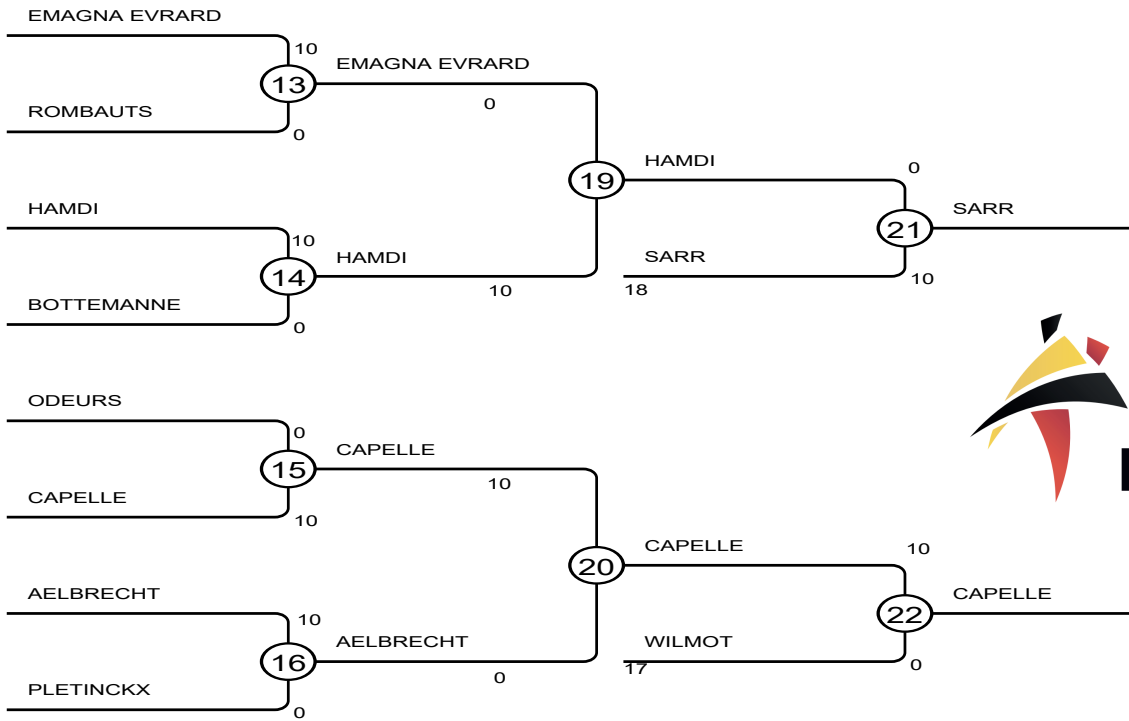 EMAGNA EVRARD
10
13
EMAGNA EVRARD
0
ROMBAUTS
0
19
HAMDI
0
HAMDI
10
14
HAMDI
10
SARR
18
10
21
SARR
BOTTEMANNE
0
ODEURS
0
15
CAPELLE
10
CAPELLE
10
20
CAPELLE
10
AELBRECHT
10
16
AELBRECHT
0
WILMOT
17
0
22
CAPELLE
PLETINCKX
0